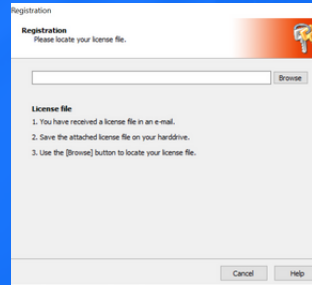 Registration
Registration
Please locate your license file.
Browse
License file
1. You have received a license file in an e-mail.
2. Save the attached license file on your harddrive.
3. Use the [Browse] button to locate your license file.
Cancel
Help